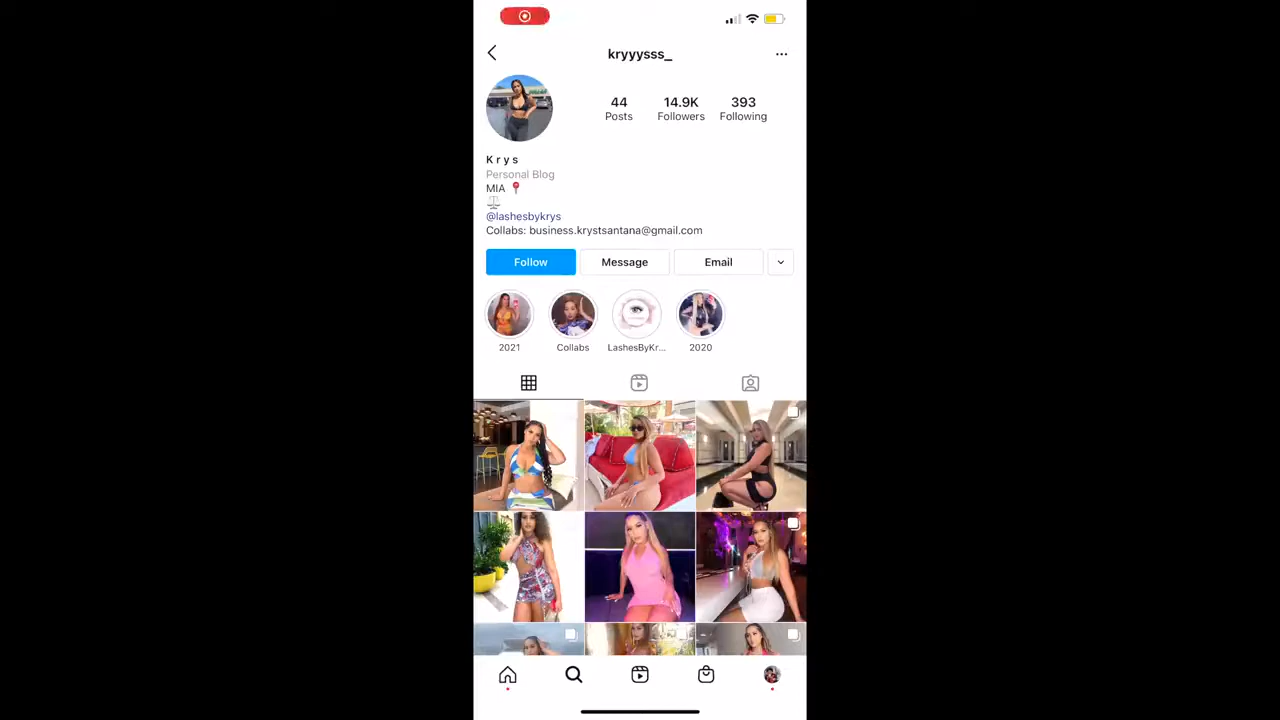 kryyysss_
44
14.9K
393
Posts
Followers
Following
K r y s
Personal Blog
MIA 📍
⚖️
@lashesbykrys
Collabs: business.krystsantana@gmail.com
Follow
Message
Email
2021
Collabs
LashesByKr...
2020